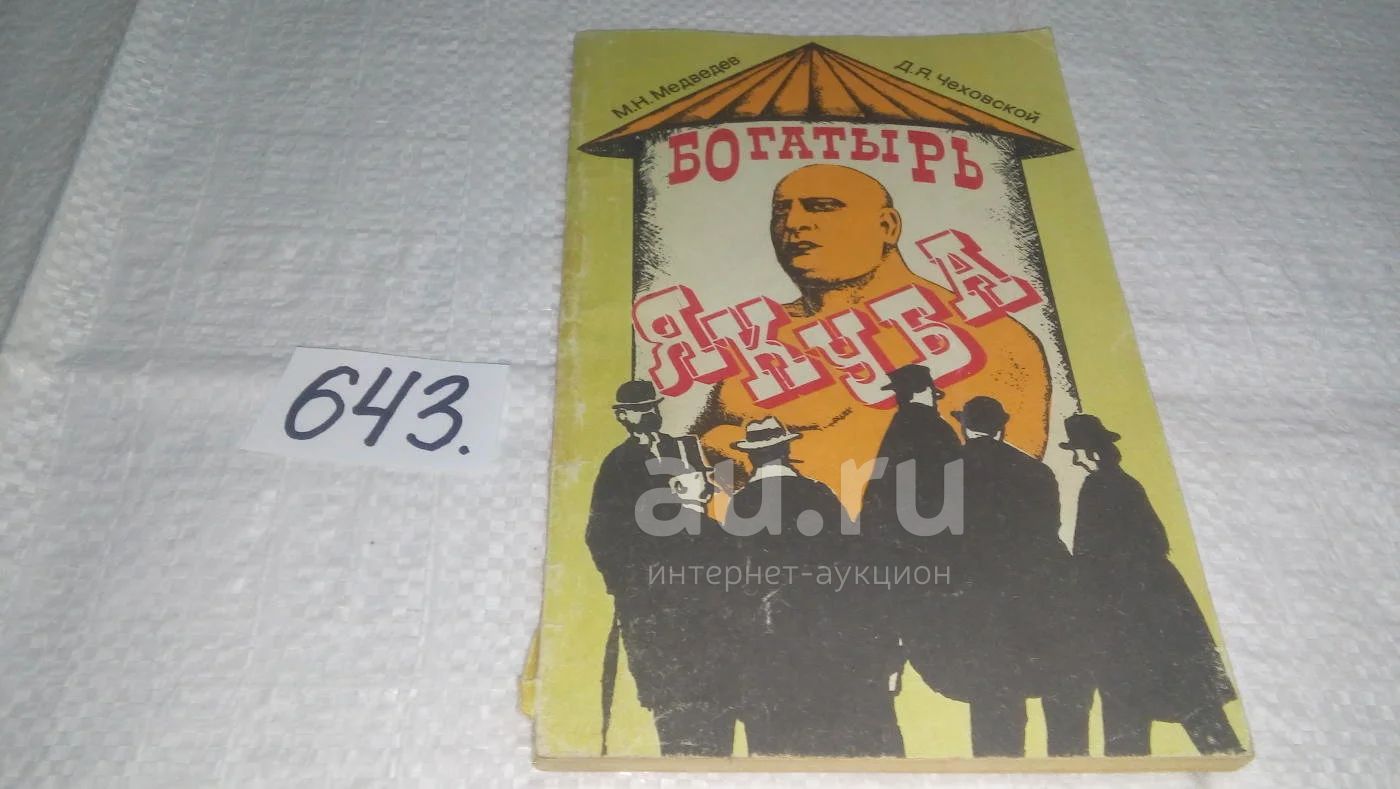 М.Н. Медведев
Д.Я. Чеховской
БОГАТЫРЬ
ЯКУБА
643.
au.ru
интернет-аукцион